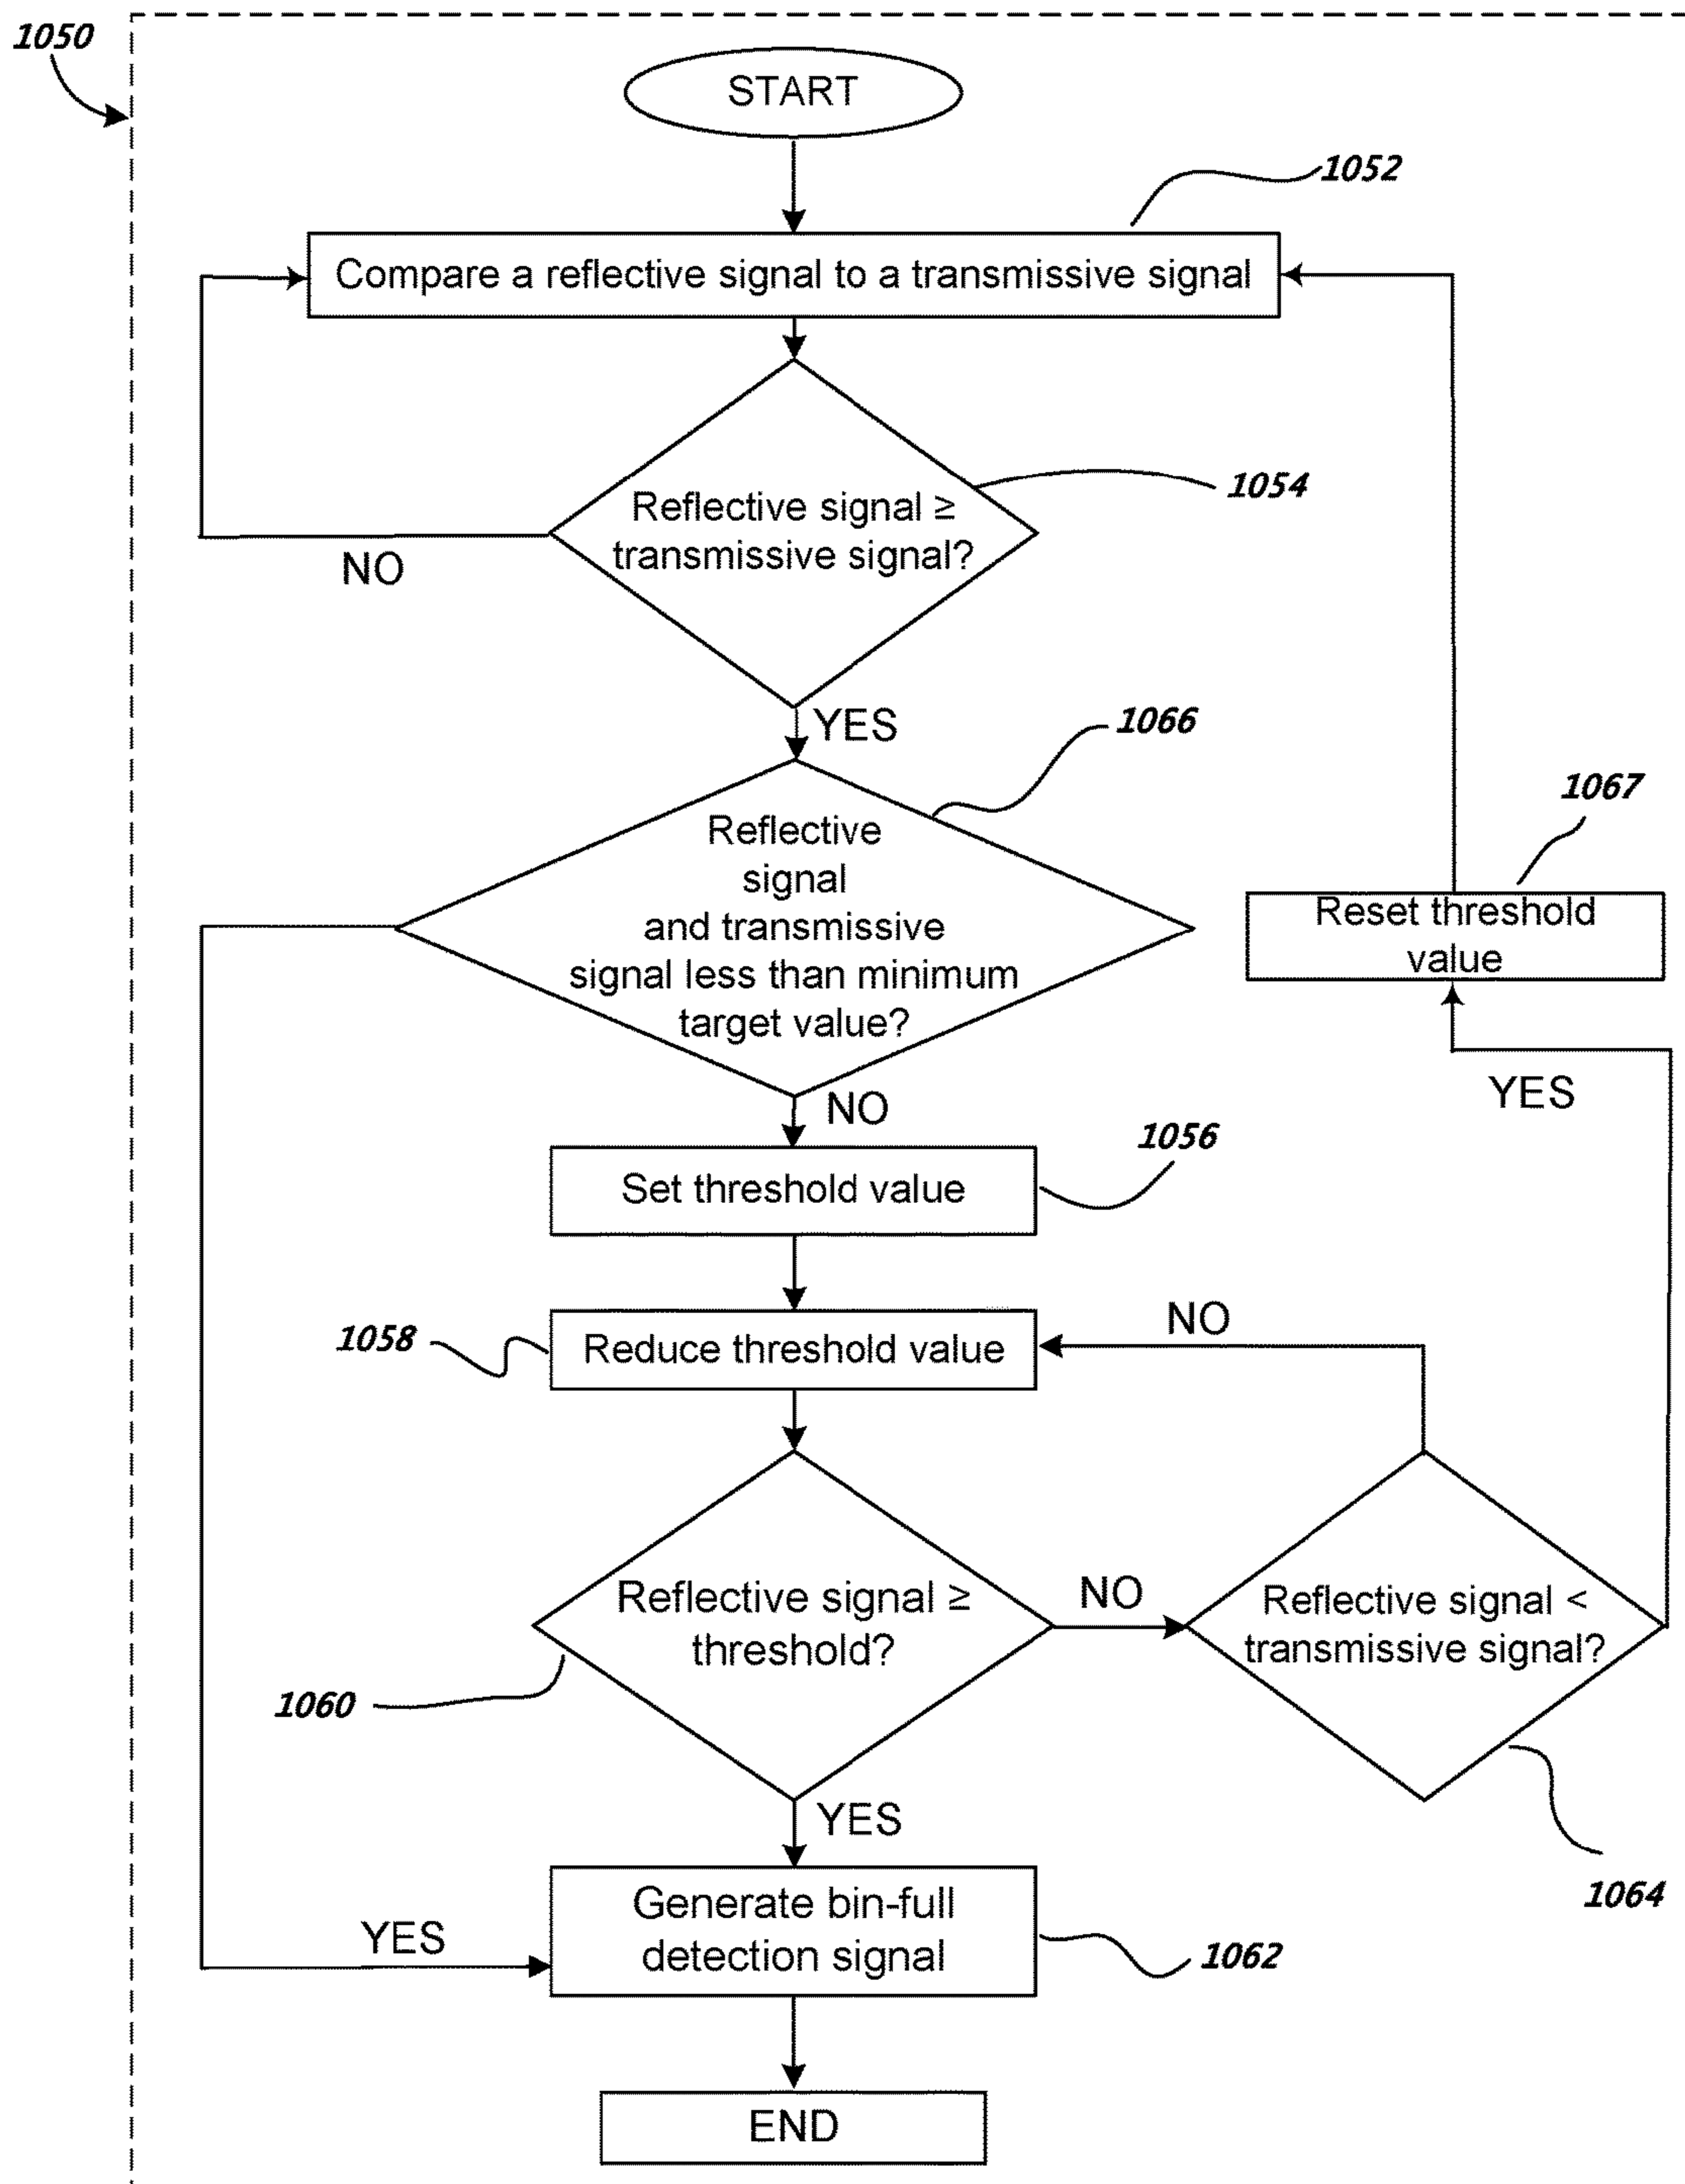 1050
START
1052
Compare a reflective signal to a transmissive signal
1054
Reflective signal ≥
transmissive signal?
NO
YES
1066
Reflective
signal
and transmissive
signal less than minimum
target value?
1067
Reset threshold
value
YES
NO
1056
Set threshold value
NO
1058
Reduce threshold value
Reflective signal ≥
threshold?
NO
Reflective signal <
transmissive signal?
1060
YES
1064
Generate bin-full
detection signal
YES
1062
END